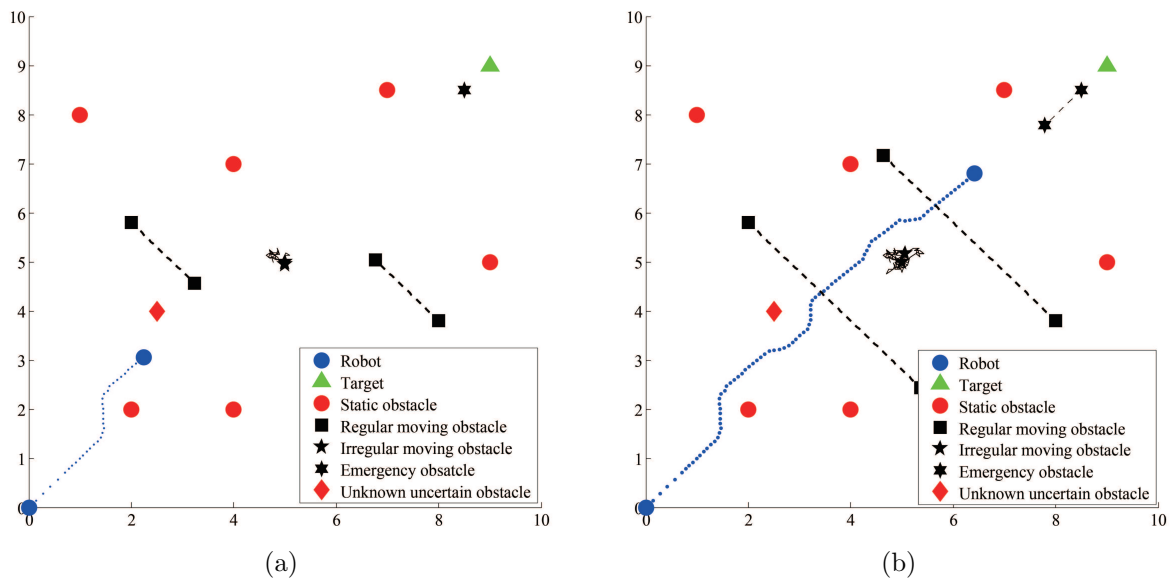 10
9
8
7
6
5
4
3
2
1
0
0
2
4
6
8
10
Robot
Target
Static obstacle
Regular moving obstacle
Irregular moving obstacle
Emergency obsatcle
Unknown uncertain obstacle
(a)
10
9
8
7
6
5
4
3
2
1
0
0
2
4
6
8
10
Robot
Target
Static obstacle
Regular moving obstacle
Irregular moving obstacle
Emergency obsatcle
Unknown uncertain obstacle
(b)